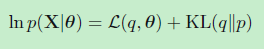 ln p(X|θ) = ℒ(q, θ) + KL(q‖p)